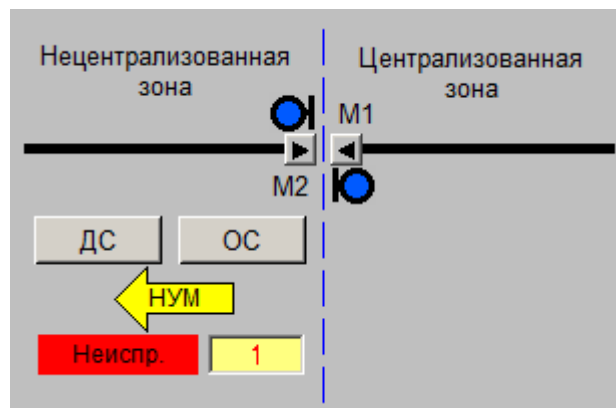 Нецентрализованная
зона
Централизованная
зона
М1
М2
ДС
ОС
НУМ
Неиспр.
1